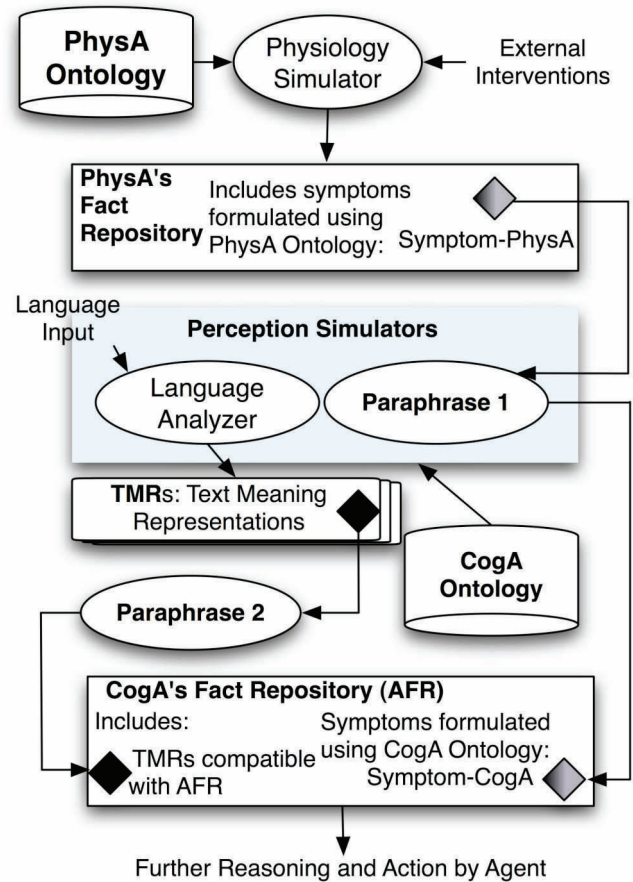 PhysA
Ontology
Physiology
Simulator
External
Interventions
PhysA's
Fact
Repository
Includes symptoms
formulated using
PhysA Ontology:
Symptom-PhysA
Language
Input
Perception Simulators
Language
Analyzer
Paraphrase 1
TMRs: Text Meaning
Representations
CogA
Ontology
Paraphrase 2
CogA's Fact Repository (AFR)
Includes:
TMRs compatible
with AFR
Symptoms formulated
using CogA Ontology:
Symptom-CogA
Further Reasoning and Action by Agent